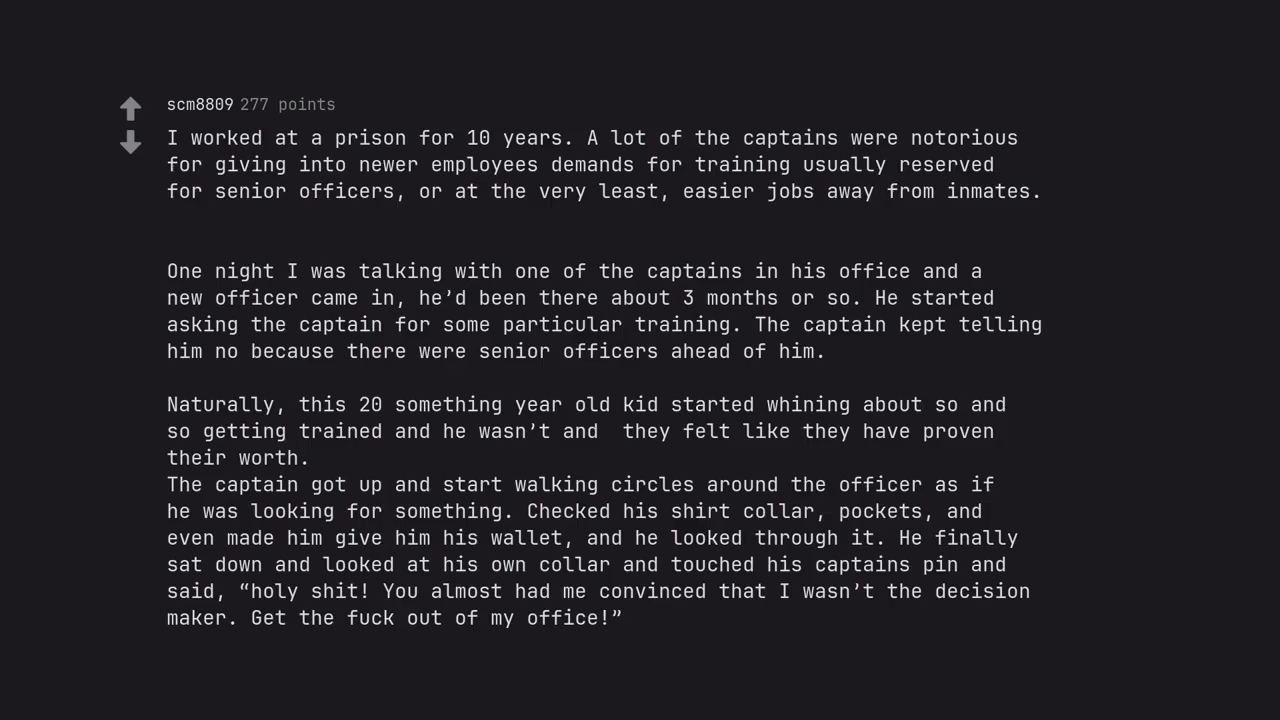 scm8809 277 points
I worked at a prison for 10 years. A lot of the captains were notorious
for giving into newer employees demands for training usually reserved
for senior officers, or at the very least, easier jobs away from inmates.
One night I was talking with one of the captains in his office and a
new officer came in, he’d been there about 3 months or so. He started
asking the captain for some particular training. The captain kept telling
him no because there were senior officers ahead of him.
Naturally, this 20 something year old kid started whining about so and
so getting trained and he wasn’t and  they felt like they have proven
their worth.
The captain got up and start walking circles around the officer as if
he was looking for something. Checked his shirt collar, pockets, and
even made him give him his wallet, and he looked through it. He finally
sat down and looked at his own collar and touched his captains pin and
said, “holy shit! You almost had me convinced that I wasn’t the decision
maker. Get the fuck out of my office!”